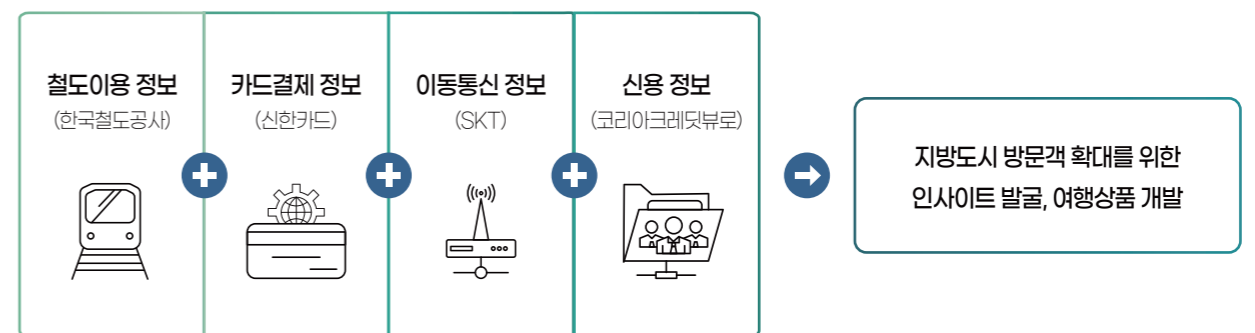 철도이용 정보
(한국철도공사)
카드결제 정보
(신한카드)
이동통신 정보
(SKT)
신용 정보
(코리아크레딧뷰로)
지방도시 방문객 확대를 위한
인사이트 발굴, 여행상품 개발